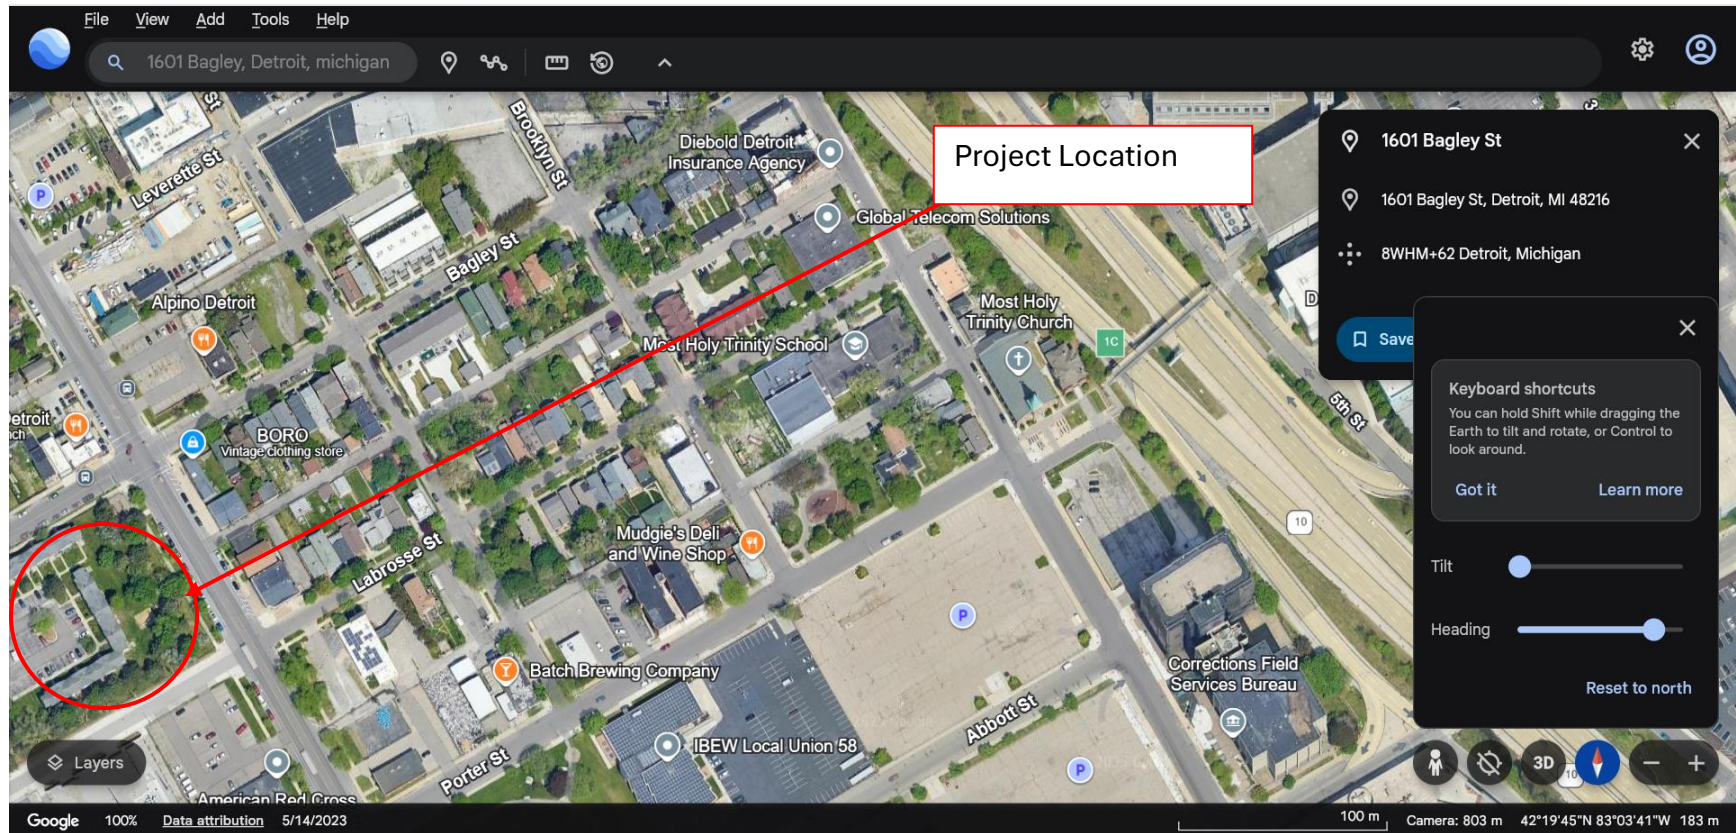 File View Add Tools Help
1601 Bagley, Detroit, michigan
St
Leverette St
P
Brooklyn St
Diebold Detroit
Insurance Agency
Project Location
Global Telecom Solutions
Bagley St
Alpino Detroit
Most Holy
Trinity Church
Most Holy Trinity School
1C
etroit
ch
BORO
Vintage clothing store
5th St
10
Mudgie's Deli
and Wine Shop
Labrosse St
P
Batch Brewing Company
Corrections Field
Services Bureau
Abbott St
IBEW Local Union 58
Porter St
P
American Red Cross
3
D
1601 Bagley St
1601 Bagley St, Detroit, MI 48216
8WHM+62 Detroit, Michigan
Save
Keyboard shortcuts
You can hold Shift while dragging the
Earth to tilt and rotate, or Control to
look around.
Got it Learn more
Tilt
Heading
Reset to north
Layers
3D
10
Google 100% Data attribution 5/14/2023
100 m Camera: 803 m 42°19'45"N 83°03'41"W 183 m